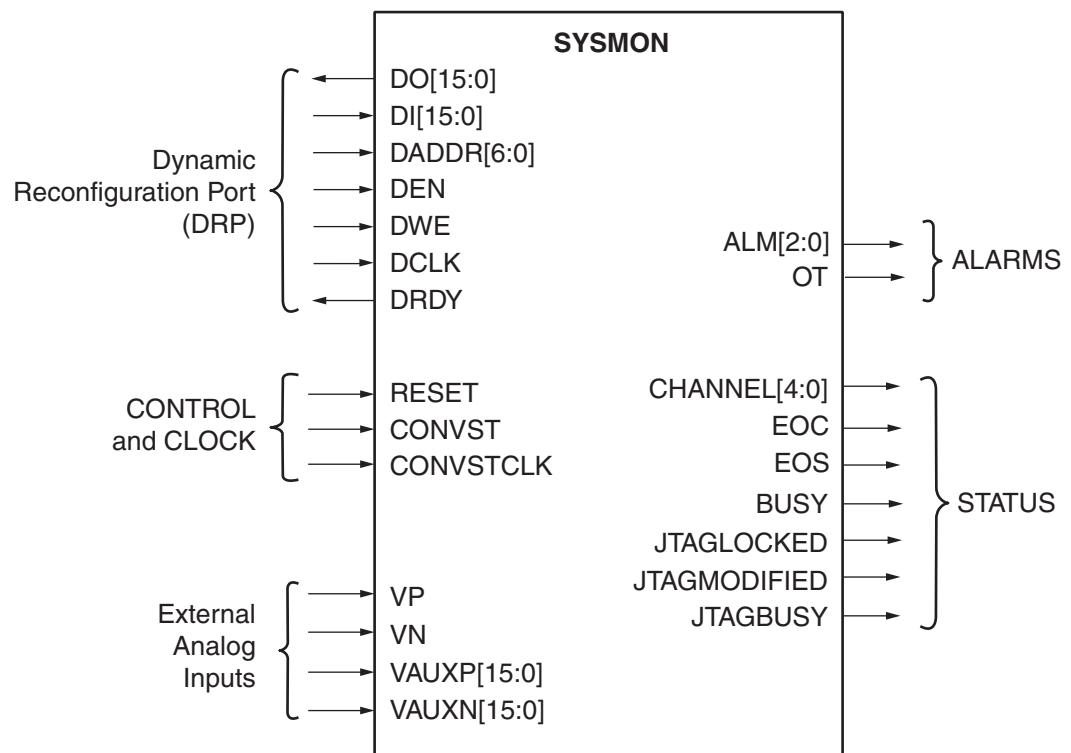 SYSMON
Dynamic
Reconfiguration Port
(DRP)
DO[15:0]
DI[15:0]
DADDR[6:0]
DEN
DWE
DCLK
DRDY
CONTROL
and CLOCK
RESET
CONVST
CONVSTCLK
External
Analog
Inputs
VP
VN
VAUXP[15:0]
VAUXN[15:0]
ALM[2:0]
OT
ALARMS
CHANNEL[4:0]
EOC
EOS
BUSY
JTAGLOCKED
JTAGMODIFIED
JTAGBUSY
STATUS